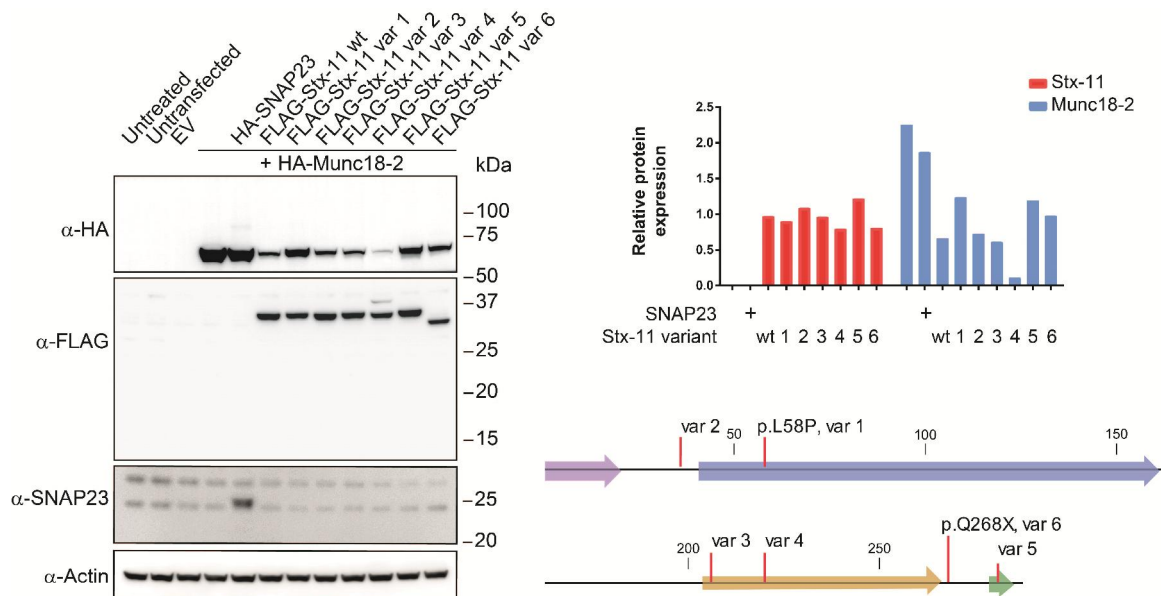 Untreated
Untransfected
EV
HA-SNAP23
FLAG-Stx-11 wt
FLAG-Stx-11 var 1
FLAG-Stx-11 var 2
FLAG-Stx-11 var 3
FLAG-Stx-11 var 4
FLAG-Stx-11 var 5
FLAG-Stx-11 var 6
+ HA-Munc18-2
kDa
α-HA
–100
–75
–50
α-FLAG
–37
–25
–20
–15
α-SNAP23
–25
–20
α-Actin
Stx-11
Munc18-2
Relative protein
expression
2.5
2.0
1.5
1.0
0.5
0.0
SNAP23 + +
Stx-11 variant wt 1 2 3 4 5 6 wt 1 2 3 4 5 6
var 2 50 p.L58P, var 1 100 150
200 var 3 var 4 250 p.Q268X, var 6
var 5